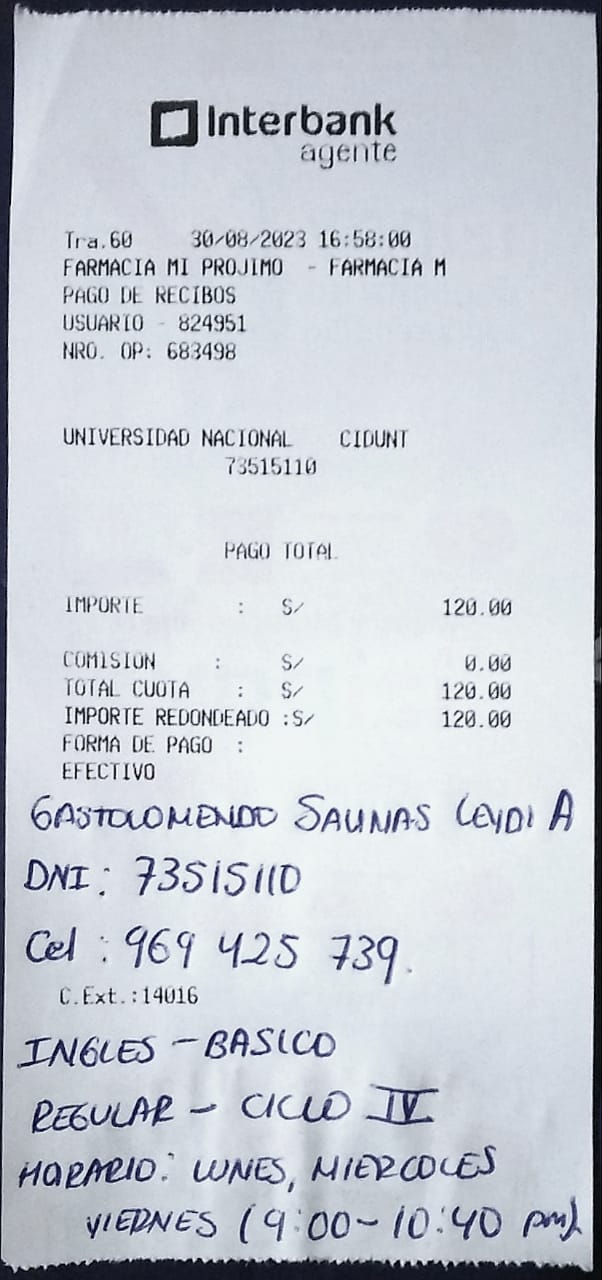 Interbank
agente
Tra.60 30/08/2023 16:58:00
FARMACIA MI PROJIMO - FARMACIA M
PAGO DE RECIBOS
USUARIO - 824951
NRO. OP: 683498
UNIVERSIDAD NACIONAL CIDUNT
73515110
PAGO TOTAL
IMPORTE : S/ 120.00
COMISION : S/ 0.00
TOTAL CUOTA : S/ 120.00
IMPORTE REDONDEADO :S/ 120.00
FORMA DE PAGO :
EFECTIVO
GASTOLOMENDO SALINAS LEYDI A
DNI: 73515110
Cel : 969 425 739.
C.Ext.:14016
INGLES - BASICO
REGULAR - CICLO IV
HORARIO: LUNES, MIERCOLES
VIERNES (9:00-10:40 pm)